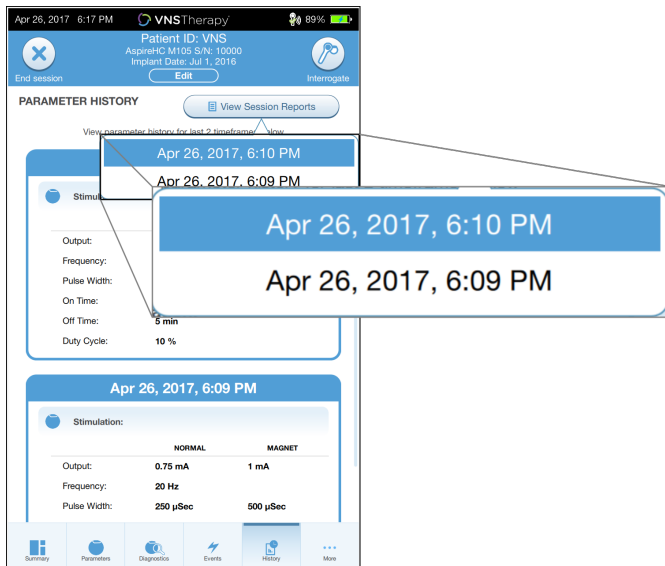 Apr 26, 2017 6:17 PM VNSTherapy 89%
Patient ID: VNS
AspireHC M105 S/N: 10000
Implant Date: Jul 1, 2016
End session Edit Interrogate
PARAMETER HISTORY View Session Reports
View parameter history for last 2 timeframe low
Apr 26, 2017, 6:10 PM
Apr 26, 2017, 6:09 PM
Apr 26, 2017, 6:10 PM
Apr 26, 2017, 6:09 PM
Output:
Frequency:
Pulse Width:
On Time:
Off Time: 5 min
Duty Cycle: 10 %
Apr 26, 2017, 6:09 PM
Stimulation:
NORMAL MAGNET
Output: 0.75 mA 1 mA
Frequency: 20 Hz
Pulse Width: 250 µSec 500 µSec
Summary Parameters Diagnostics Events History More